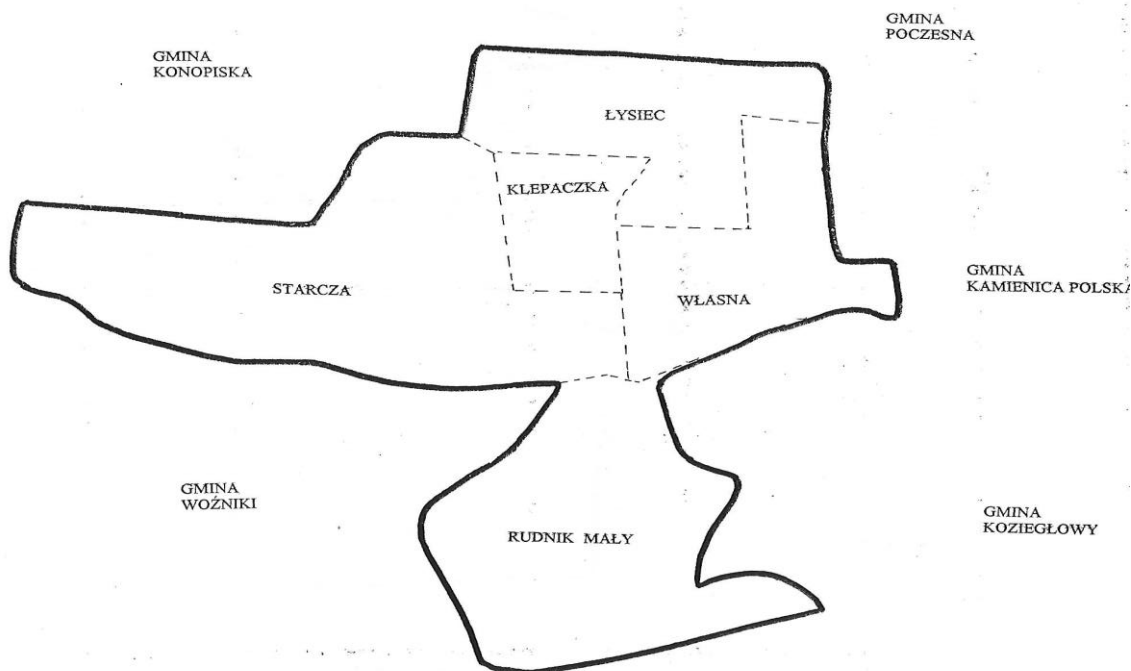 GMINA
POCZESNA
GMINA
KONOPISKA
ŁYSIEC
KLEPACZKA
GMINA
KAMIENICA POLSKA
STARCZA
WŁASNA
GMINA
WOŹNIKI
GMINA
KOZIEGŁOWY
RUDNIK MAŁY